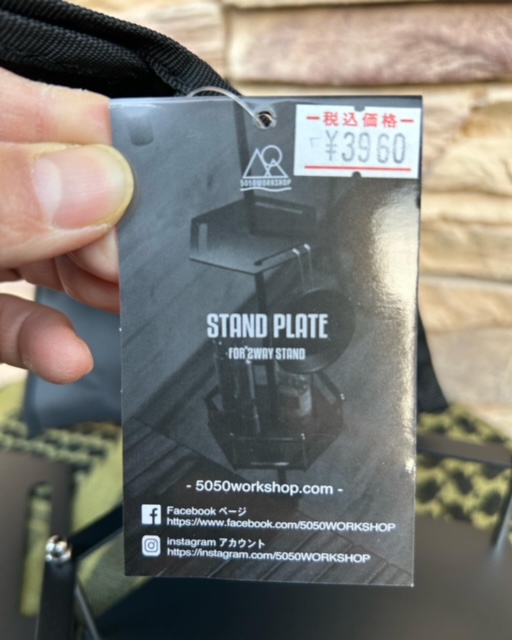 税込価格
¥3960
5050WORKSHOP
STAND PLATE
FOR 2WAY STAND
- 5050workshop.com -
Facebook ページ
https://www.facebook.com/5050WORKSHOP
instagram アカウント
https://instagram.com/5050WORKSHOP